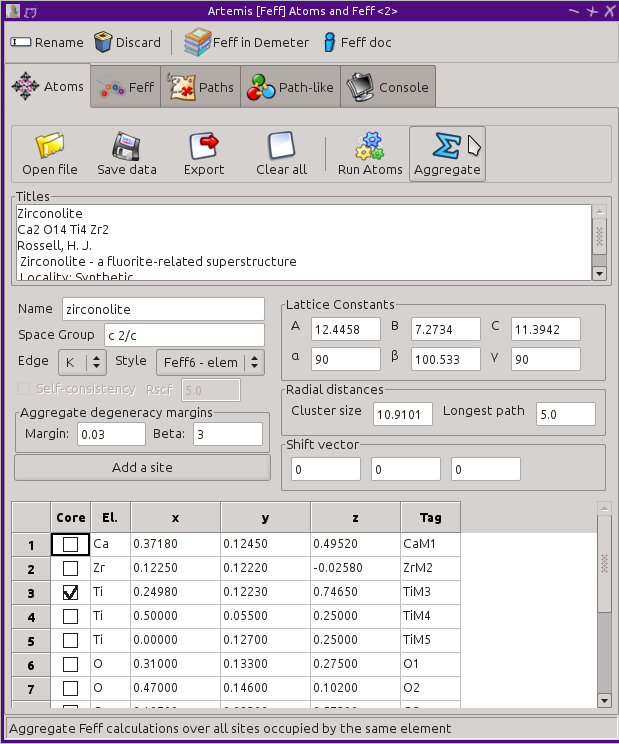 Artemis [Feff] Atoms and Feff <2>
Rename Discard Feff in Demeter Feff doc
Atoms Feff Paths Path-like Console
Open file Save data Export Clear all Run Atoms Aggregate
Titles
Zirconolite
Ca2 O14 Ti4 Zr2
Rossell, H. J.
Zirconolite - a fluorite-related superstructure
Locality: Synthetic
Name zirconolite
Space Group c 2/c
Edge K Style Feff6 - elem
Self-consistency Rscf 5.0
Aggregate degeneracy margins
Margin: 0.03 Beta: 3
Add a site
Lattice Constants
A 12.4458 B 7.2734 C 11.3942
α 90 β 100.533 γ 90
Radial distances
Cluster size 10.9101 Longest path 5.0
Shift vector
0 0 0
Core El. x y z Tag
1 Ca 0.37180 0.12450 0.49520 CaM1
2 Zr 0.12250 0.12220 -0.02580 ZrM2
3 Ti 0.24980 0.12230 0.74650 TiM3
4 Ti 0.50000 0.05500 0.25000 TiM4
5 Ti 0.00000 0.12700 0.25000 TiM5
6 O 0.31000 0.13300 0.27500 O1
7 O 0.47000 0.14600 0.10200 O2
Aggregate Feff calculations over all sites occupied by the same element